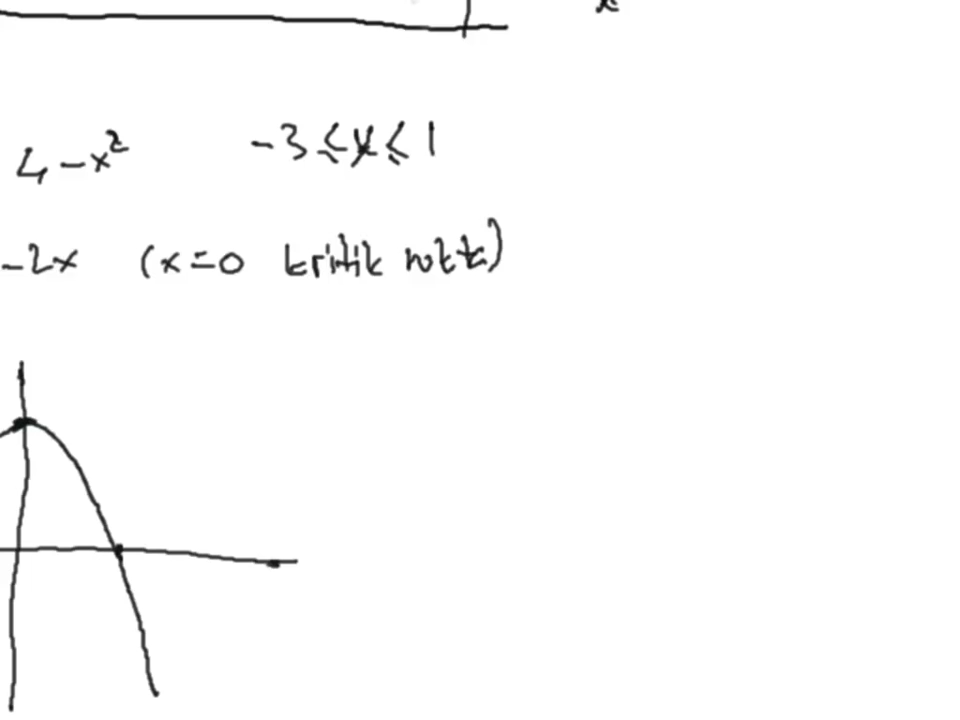 4 - x²    -3 ≤ x ≤ 1
-2x    (x=0 kritik nokta)